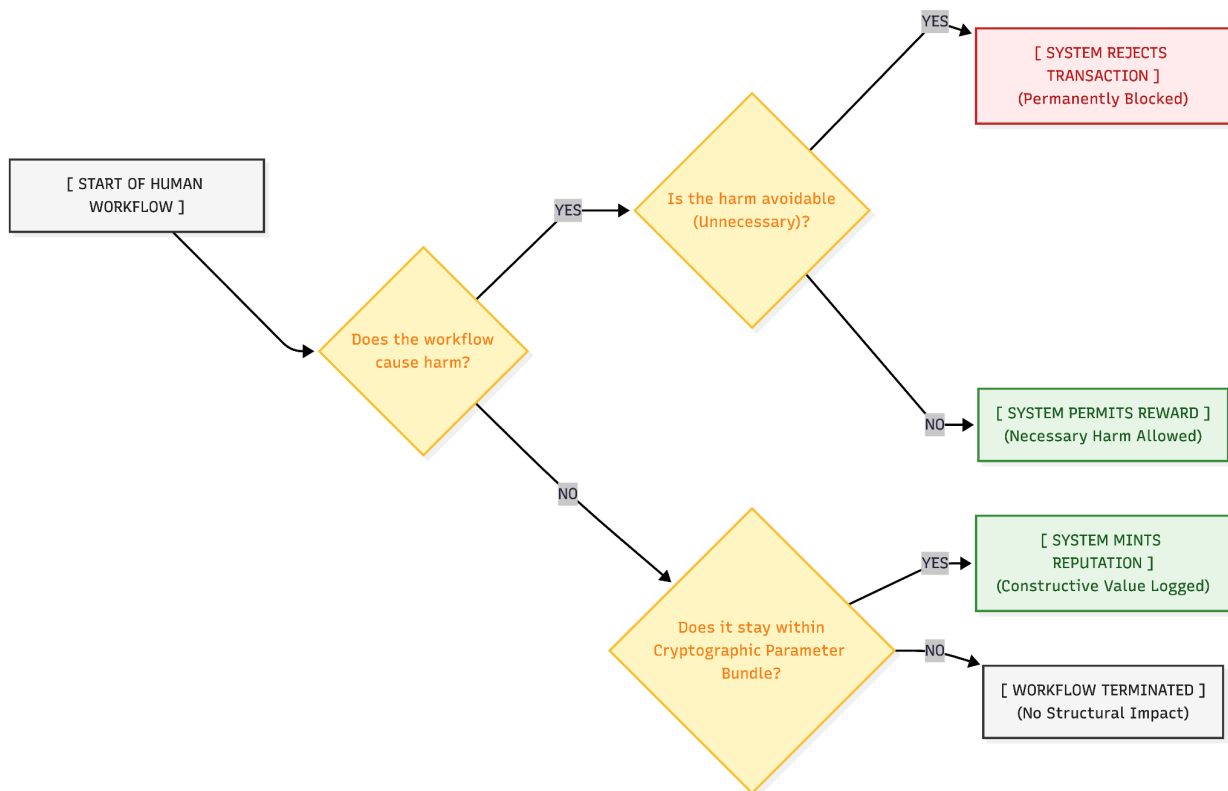 [ START OF HUMAN
WORKFLOW ]
Does the workflow
cause harm?
YES
NO
Is the harm avoidable
(Unnecessary)?
YES
[ SYSTEM REJECTS
TRANSACTION ]
(Permanently Blocked)
NO
[ SYSTEM PERMITS REWARD ]
(Necessary Harm Allowed)
Does it stay within
Cryptographic Parameter
Bundle?
YES
[ SYSTEM MINTS
REPUTATION ]
(Constructive Value Logged)
NO
[ WORKFLOW TERMINATED ]
(No Structural Impact)